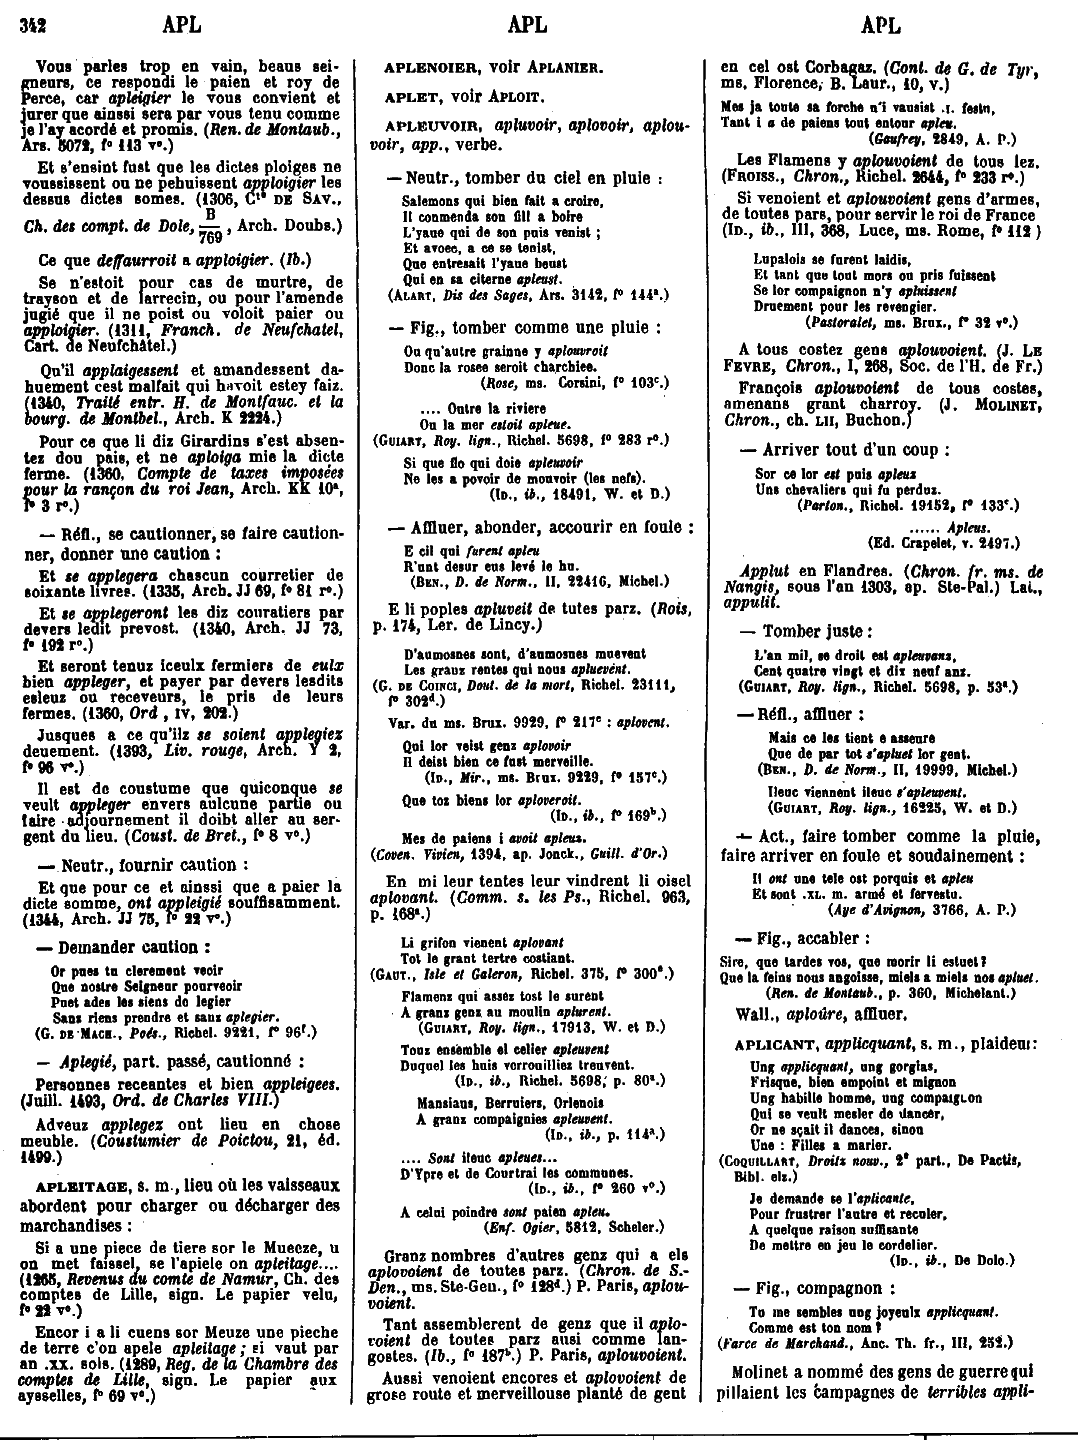 342 APL APL APL
Vous parles trop en vain, beaus sei-
gneurs, ce respondi le paien et roy de
Perce, car apleigier le vous convient et
jurer que ainssi sera par vous tenu comme
je l'ay acordé et promis. (Ren. de Montaub.,
Ars. 5072, f° 113 v°.)
Et s'ensint fust que les dictes ploiges ne
voussissent ou ne pehuissent apploigier les
dessus dictes somes. (1306, Cte DE SAV.,
Ch. des compt. de Dole, B/769, Arch. Doubs.)
Ce que deffaurroit a apploigier. (Ib.)
Se n'estoit pour cas de murtre, de
trayson et de larrecin, ou pour l'amende
jugié que il ne poist ou voloit paier ou
apploigier. (1311, Franch. de Neufchatel,
Cart. de Neufchâtel.)
Qu'il applaigessent et amandessent da-
huement cest malfait qui havoit estey faiz.
(1340, Traité entr. H. de Montfauc. et la
bourg. de Montbel., Arch. K 2224.)
Pour ce que li diz Girardins s'est absen-
tez dou pais, et ne aploiga mie la dicte
ferme. (1360, Compte de taxes imposées
pour la rançon du roi Jean, Arch. KK 10ª,
f° 3 r°.)
— Réfl., se cautionner, se faire caution-
ner, donner une caution :
Et se applegera chascun courretier de
soixante livres. (1335, Arch. JJ 69, f° 81 r°.)
Et se applegeront les diz couratiers par
devers ledit prevost. (1340, Arch. JJ 73,
f° 192 r°.)
Et seront tenuz iceulx fermiers de eulx
bien appleger, et payer par devers lesdits
esleuz ou receveurs, le pris de leurs
fermes. (1360, Ord , IV, 202.)
Jusques a ce qu'ilz se soient applegiez
deuement. (1393, Liv. rouge, Arch. Y 2,
f° 96 v°.)
Il est de coustume que quiconque se
veult appleger envers aulcune partie ou
faire adjournement il doibt aller au ser-
gent du lieu. (Coust. de Bret., f° 8 v°.)
— Neutr., fournir caution :
Et que pour ce et ainssi que a paier la
dicte somme, ont appleigié souffisamment.
(1344, Arch. JJ 75, f° 22 v°.)
— Demander caution :
Or pues tu clerement veoir
Que nostre Seigneur pourveoir
Puet ades les siens de legier
Sans riens prendre et sanz aplegier.
(G. DE MACH., Poés., Richel. 9221, f° 96f.)
— Aplegié, part. passé, cautionné :
Personnes receantes et bien appleigees.
(Juill. 1493, Ord. de Charles VIII.)
Adveuz applegez ont lieu en chose
meuble. (Coustumier de Poictou, 21, éd.
1499.)
APLEITAGE, s. m., lieu où les vaisseaux
abordent pour charger ou décharger des
marchandises :
Si a une piece de tiere sor le Muecze, u
on met faissel, se l'apiele on apleitage....
(1265, Revenus du comte de Namur, Ch. des
comptes de Lille, sign. Le papier velu,
f° 22 v°.)
Encor i a li cuens sor Meuze une pieche
de terre c'on apele apleilage ; si vaut par
an .XX. sols. (1289, Reg. de la Chambre des
comptes de Lille, sign. Le papier aux
aysselles, f° 69 v°.)
APLENOIER, voir APLANIER.
APLET, voir APLOIT.
APLEUVOIR, apluvoir, aplovoir, aplou-
voir, app., verbe.
— Neutr., tomber du ciel en pluie :
Salemons qui bien fait a croire,
Il conmenda son fill a boire
L'yaue qui de son puis venist ;
Et avoec, a ce se tenist,
Que entresait l'yaue beust
Qui en sa citerne apleust.
(ALART, Dis des Sages, Ars. 3142, f° 144ª.)
— Fig., tomber comme une pluie :
Ou qu'autre grainne y aplouvroit
Donc la rosee seroit charchiee.
(Rose, ms. Corsini, f° 103c.)
.... Outre la riviere
Ou la mer estoit apleue.
(GUIART, Roy. lign., Richel. 5698, f° 283 r°.)
Si que flo qui doie apleuvoir
Ne les a povoir de mouvoir (les nefs).
(ID., ib., 18491, W. et D.)
— Affluer, abonder, accourir en foule :
E cil qui furent apleu
R'unt desur eus levé le hu.
(BEN., D. de Norm., II, 22416, Michel.)
E li poples apluveit de tutes parz. (Rois,
p. 174, Ler. de Lincy.)
D'aumosnes sont, d'aumosnes muevent
Les granz rentes qui nous apluevent.
(G. DE COINCI, Dout. de la mort, Richel. 23111,
f° 302d.)
Var. du ms. Brux. 9929, f° 217c : aplovent.
Qui lor veist genz aplovoir
Il deist bien ce fust merveille.
(ID., Mir., ms. Brux. 9229, f° 157c.)
Que toz biens lor aploveroit.
(ID., ib., f° 169b.)
Mes de paiens i avoit apleus.
(Coven. Vivien, 1394, ap. Jonck., Guill. d'Or.)
En mi leur tentes leur vindrent li oisel
aplovant. (Comm. s. les Ps., Richel. 963,
p. 168ª.)
Li grifon vienent aplovant
Tot le grant tertre costiant.
(GAUT., Isle et Galeron, Richel. 375, f° 300e.)
Flamenz qui assez tost le surent
A granz genz au moulin aplurent.
(GUIART, Roy. lign., 17913, W. et D.)
Touz ensemble el celier apleuvent
Duquel les huis verrouilliez treuvent.
(ID., ib., Richel. 5698, p. 80ª.)
Mansiaus, Berruiers, Orlenois
A granz compaignies apleuvent.
(ID., ib., p. 114ª.)
.... Sont ileuc apleues...
D'Ypre et de Courtrai les communes.
(ID., ib., f° 260 v°.)
A celui poindre sont paien apleu.
(Enf. Ogier, 5812, Scheler.)
Granz nombres d'autres genz qui a els
aplovoient de toutes parz. (Chron. de S.-
Den., ms. Ste-Gen., f° 128d.) P. Paris, aplou-
voient.
Tant assemblerent de genz que il aplo-
voient de toutes parz ausi comme lan-
gostes. (Ib., f° 187b.) P. Paris, aplouvoient.
Aussi venoient encores et aplovoient de
grose route et merveillouse planté de gent
en cel ost Corbagaz. (Cont. de G. de Tyr,
ms. Florence, B. Laur., 10, v.)
Mes ja toute sa forche n'i vausist .I. festu,
Tant i a de paiens tout entour apleu.
(Gaufrey, 2849, A. P.)
Les Flamens y aplouvoient de tous lez.
(FROISS., Chron., Richel. 2644, f° 233 r°.)
Si venoient et aplouvoient gens d'armes,
de toutes pars, pour servir le roi de France
(ID., ib., III, 368, Luce, ms. Rome, f° 112 )
Lupalois se furent laidis,
Et tant que tout mors ou pris fuissent
Se lor compaignon n'y apluissent
Druement pour les revengier.
(Pastoralet, ms. Brux., f° 32 v°.)
A tous costez gens aplouvoient. (J. LE
FEVRE, Chron., I, 268, Soc. de l'H. de Fr.)
François aplouvoient de tous costes,
amenans grant charroy. (J. MOLINET,
Chron., ch. LII, Buchon.)
— Arriver tout d'un coup :
Sor ce lor est puis apleux
Uns chevaliers qui fu perduz.
(Parton., Richel. 19152, f° 133c.)
...... Apleus.
(Ed. Crapelet, v. 2497.)
Applut en Flandres. (Chron. fr. ms. de
Nangis, sous l'an 1303, ap. Ste-Pal.) Lat.,
appulit.
— Tomber juste :
L'an mil, se droit est apleuvanz,
Cent quatre vingt et dix neuf anz.
(GUIART, Roy. lign., Richel. 5698, p. 53ª.)
— Réfl., affluer :
Mais ce les tient e asseure
Que de par tot s'apluet lor gent.
(BEN., D. de Norm., II, 19999, Michel.)
Ileuc viennent ileuc s'apleuvent.
(GUIART, Roy. lign., 16225, W. et D.)
— Act., faire tomber comme la pluie,
faire arriver en foule et soudainement :
Il ont une tele ost porquis et apleu
Et sont .XL. m. armé et fervestu.
(Aye d'Avignon, 3766, A. P.)
— Fig., accabler :
Sire, que tardes vos, que morir li estuet?
Que la feins nous angoisse, miels a miels nos apluet.
(Ren. de Montaub., p. 360, Michelant.)
Wall., aploûre, affluer.
APLICANT, applicquant, s. m., plaideur:
Ung applicquant, ung gorgias,
Frisque, bien empoint et mignon
Ung habille homme, ung compaignon
Qui se veult mesler de dancer,
Or ne sçait il dances, sinon
Une : Filles a marier.
(COQUILLART, Droitz nouv., 2e part., De Pactis,
Bibl. elz.)
Je demande se l'aplicante,
Pour frustrer l'autre et reculer,
A quelque raison suffisante
De mettre en jeu le cordelier.
(ID., ib., De Dolo.)
— Fig., compagnon :
Tu me sembles ung joyeulx applicquant.
Comme est ton nom?
(Farce de Marchand., Anc. Th. fr., III, 252.)
Molinet a nommé des gens de guerre qui
pillaient les campagnes de terribles appli-